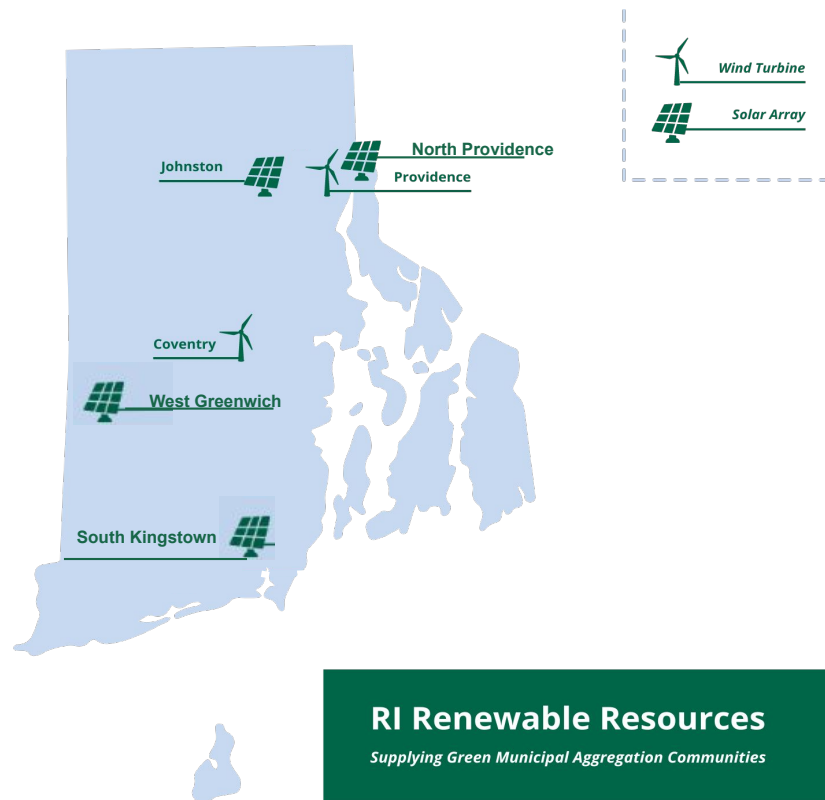 Wind Turbine
Solar Array
North Providence
Johnston
Providence
Coventry
West Greenwich
South Kingstown
RI Renewable Resources
Supplying Green Municipal Aggregation Communities